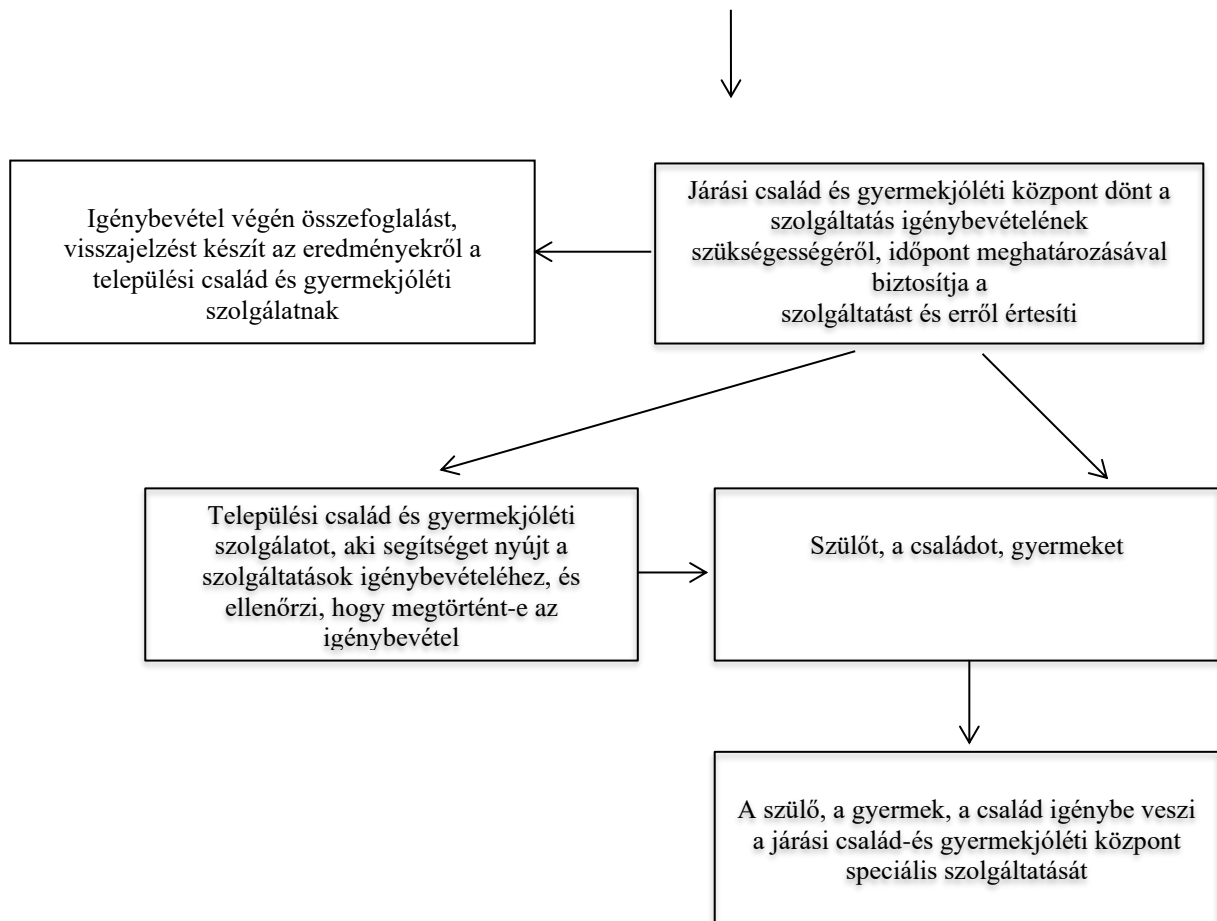 Igénybevétel végén összefoglalást,
visszajelzést készít az eredményekről a
települési család és gyermekjóléti
szolgálatnak
Járási család és gyermekjóléti központ dönt a
szolgáltatás igénybevételének
szükségességéről, időpont meghatározásával
biztosítja a
szolgáltatást és erről értesíti
Települési család és gyermekjóléti
szolgálatot, aki segítséget nyújt a
szolgáltatások igénybevételéhez, és
ellenőrzi, hogy megtörtént-e az
igénybevétel
Szülőt, a családot, gyermeket
A szülő, a gyermek, a család igénybe veszi
a járási család-és gyermekjóléti központ
speciális szolgáltatását